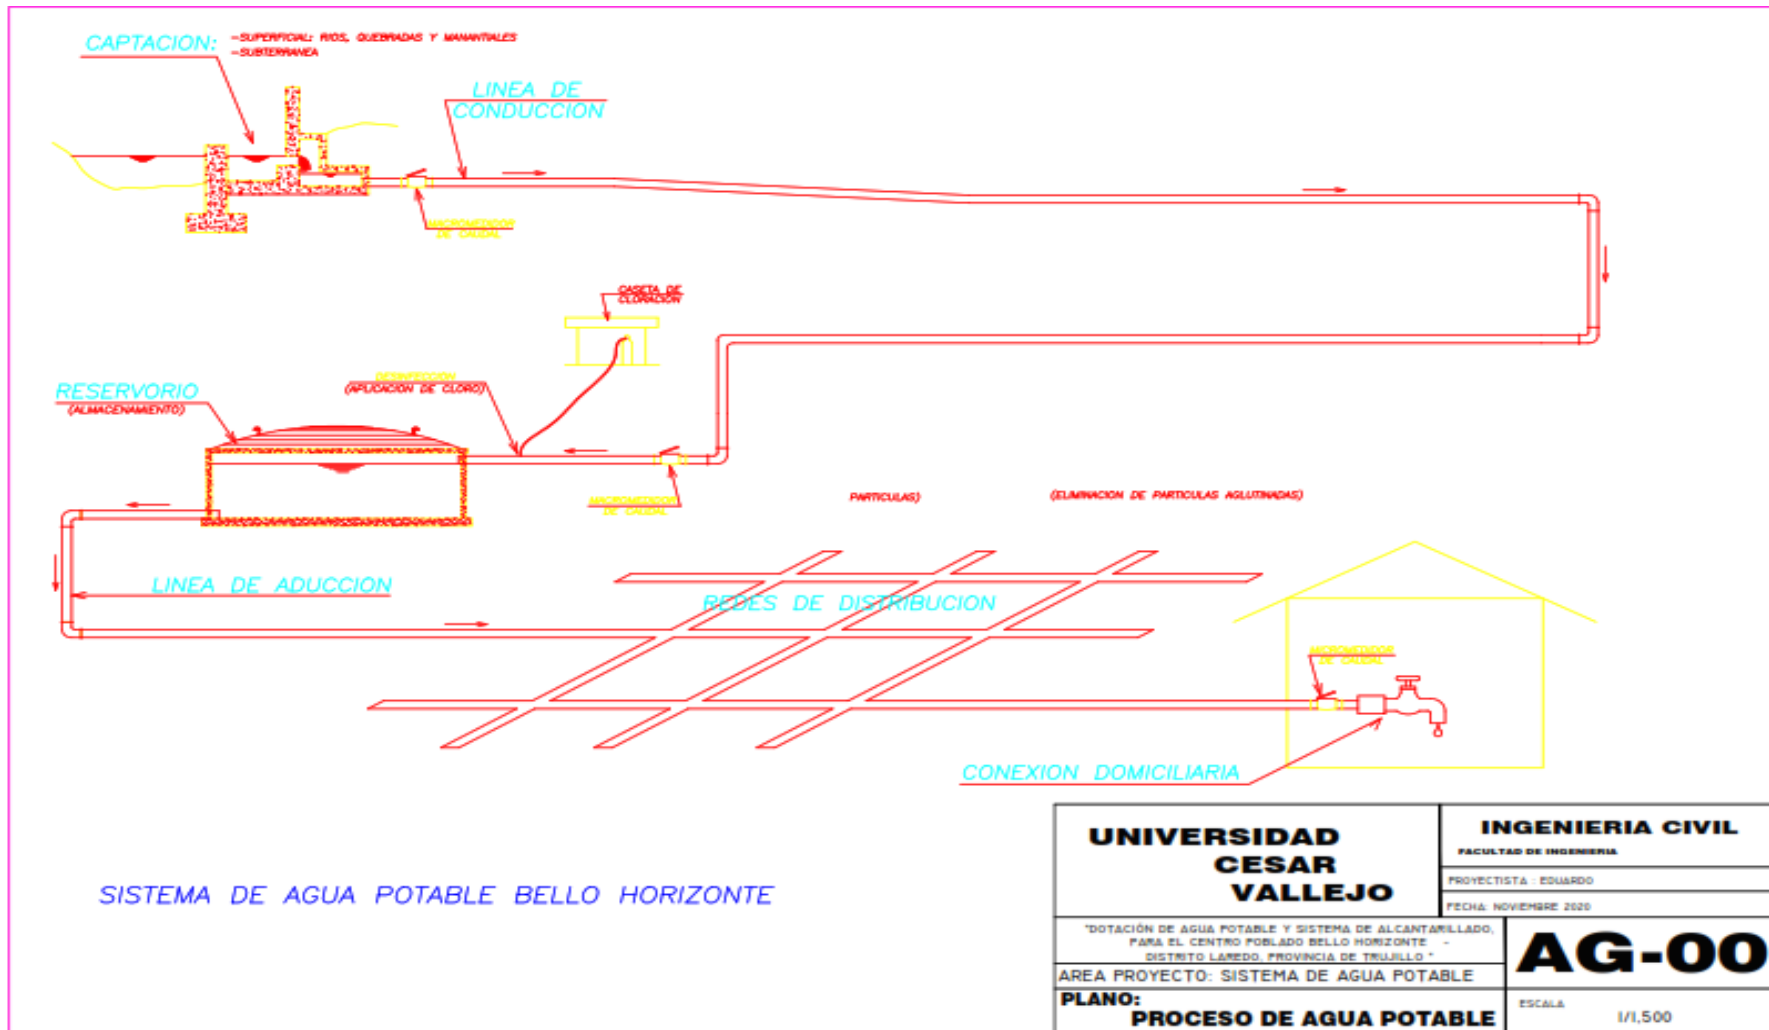 CAPTACION:
-SUPERFICIAL: RIOS, QUEBRADAS Y MANANTIALES
-SUBTERRANEA
LINEA DE
CONDUCCION
MACROMEDIDOR
DE CAUDAL
CASETA DE
CLORACION
DESINFECCION
(APLICACION DE CLORO)
RESERVORIO
(ALMACENAMIENTO)
MACROMEDIDOR
DE CAUDAL
PARTICULAS)
(ELIMINACION DE PARTICULAS AGLUTINADAS)
LINEA DE ADUCCION
REDES DE DISTRIBUCION
MICROMEDIDOR
DE CAUDAL
CONEXION DOMICILIARIA
SISTEMA DE AGUA POTABLE BELLO HORIZONTE
UNIVERSIDAD
CESAR
VALLEJO
INGENIERIA CIVIL
FACULTAD DE INGENIERIA
PROYECTISTA : EDUARDO
FECHA: NOVIEMBRE 2020
"DOTACIÓN DE AGUA POTABLE Y SISTEMA DE ALCANTARILLADO,
PARA EL CENTRO POBLADO BELLO HORIZONTE -
DISTRITO LAREDO, PROVINCIA DE TRUJILLO "
AREA PROYECTO: SISTEMA DE AGUA POTABLE
PLANO:
PROCESO DE AGUA POTABLE
AG-00
ESCALA
1/1,500